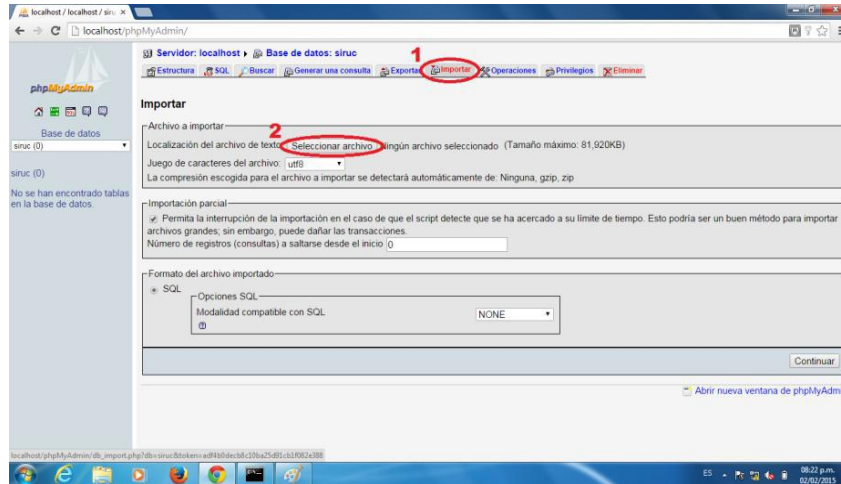 localhost / localhost / siru
localhost/phpMyAdmin/
phpMyAdmin
Base de datos
siruc (0)
siruc (0)
No se han encontrado tablas
en la base de datos.
Servidor: localhost ▸ Base de datos: siruc
1
Estructura SQL Buscar Generar una consulta Exportar Importar Operaciones Privilegios Eliminar
Importar
Archivo a importar
2
Localización del archivo de texto Seleccionar archivo Ningún archivo seleccionado (Tamaño máximo: 81,920KB)
Juego de caracteres del archivo: utf8
La compresión escogida para el archivo a importar se detectará automáticamente de: Ninguna, gzip, zip
Importación parcial
Permita la interrupción de la importación en el caso de que el script detecte que se ha acercado a su límite de tiempo. Esto podría ser un buen método para importar
archivos grandes; sin embargo, puede dañar las transacciones.
Número de registros (consultas) a saltarse desde el inicio 0
Formato del archivo importado
SQL
Opciones SQL
Modalidad compatible con SQL NONE
Continuar
Abrir nueva ventana de phpMyAdm
ES
08:22 p.m.
02/02/2015